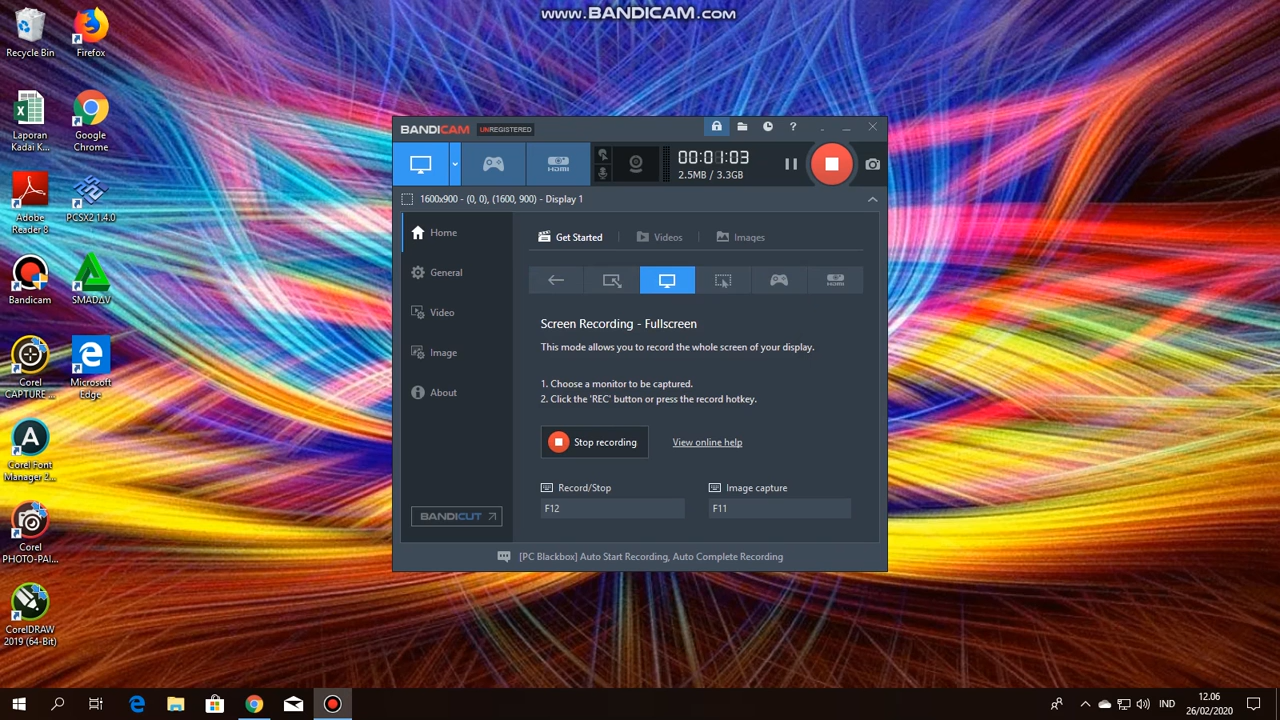 www.BANDICAM.com
Recycle Bin
Firefox
Laporan
Kadai K...
Google
Chrome
Adobe
Reader 8
PCSX2 1.4.0
Bandicam
SMADΔV
Corel
CAPTURE ...
Microsoft
Edge
Corel Font
Manager 2...
Corel
PHOTO-PAI...
CorelDRAW
2019 (64-Bit)
BANDICAM UNREGISTERED
HDMI
00:01:03
2.5MB / 3.3GB
1600x900 - (0, 0), (1600, 900) - Display 1
Home
General
Video
Image
About
BANDICUT
Get Started
Videos
Images
HDMI
Screen Recording - Fullscreen
This mode allows you to record the whole screen of your display.
1. Choose a monitor to be captured.
2. Click the 'REC' button or press the record hotkey.
Stop recording
View online help
Record/Stop
Image capture
F12
F11
[PC Blackbox] Auto Start Recording, Auto Complete Recording
IND
12.06
26/02/2020